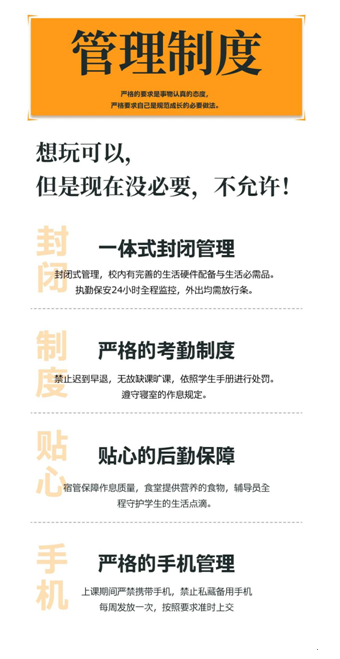 管理制度
严格的要求是事物认真的态度，
严格要求自己是规范成长的必要做法。
想玩可以，
但是现在没必要，不允许！
封闭
一体式封闭管理
封闭式管理，校内有完善的生活硬件配备与生活必需品。
执勤保安24小时全程监控，外出均需放行条。
制度
严格的考勤制度
禁止迟到早退，无故缺课旷课，依照学生手册进行处罚。
遵守寝室的作息规定。
贴心
贴心的后勤保障
宿管保障作息质量，食堂提供营养的食物，辅导员全
程守护学生的生活点滴。
手机
严格的手机管理
上课期间严禁携带手机，禁止私藏备用手机
每周发放一次，按照要求准时上交